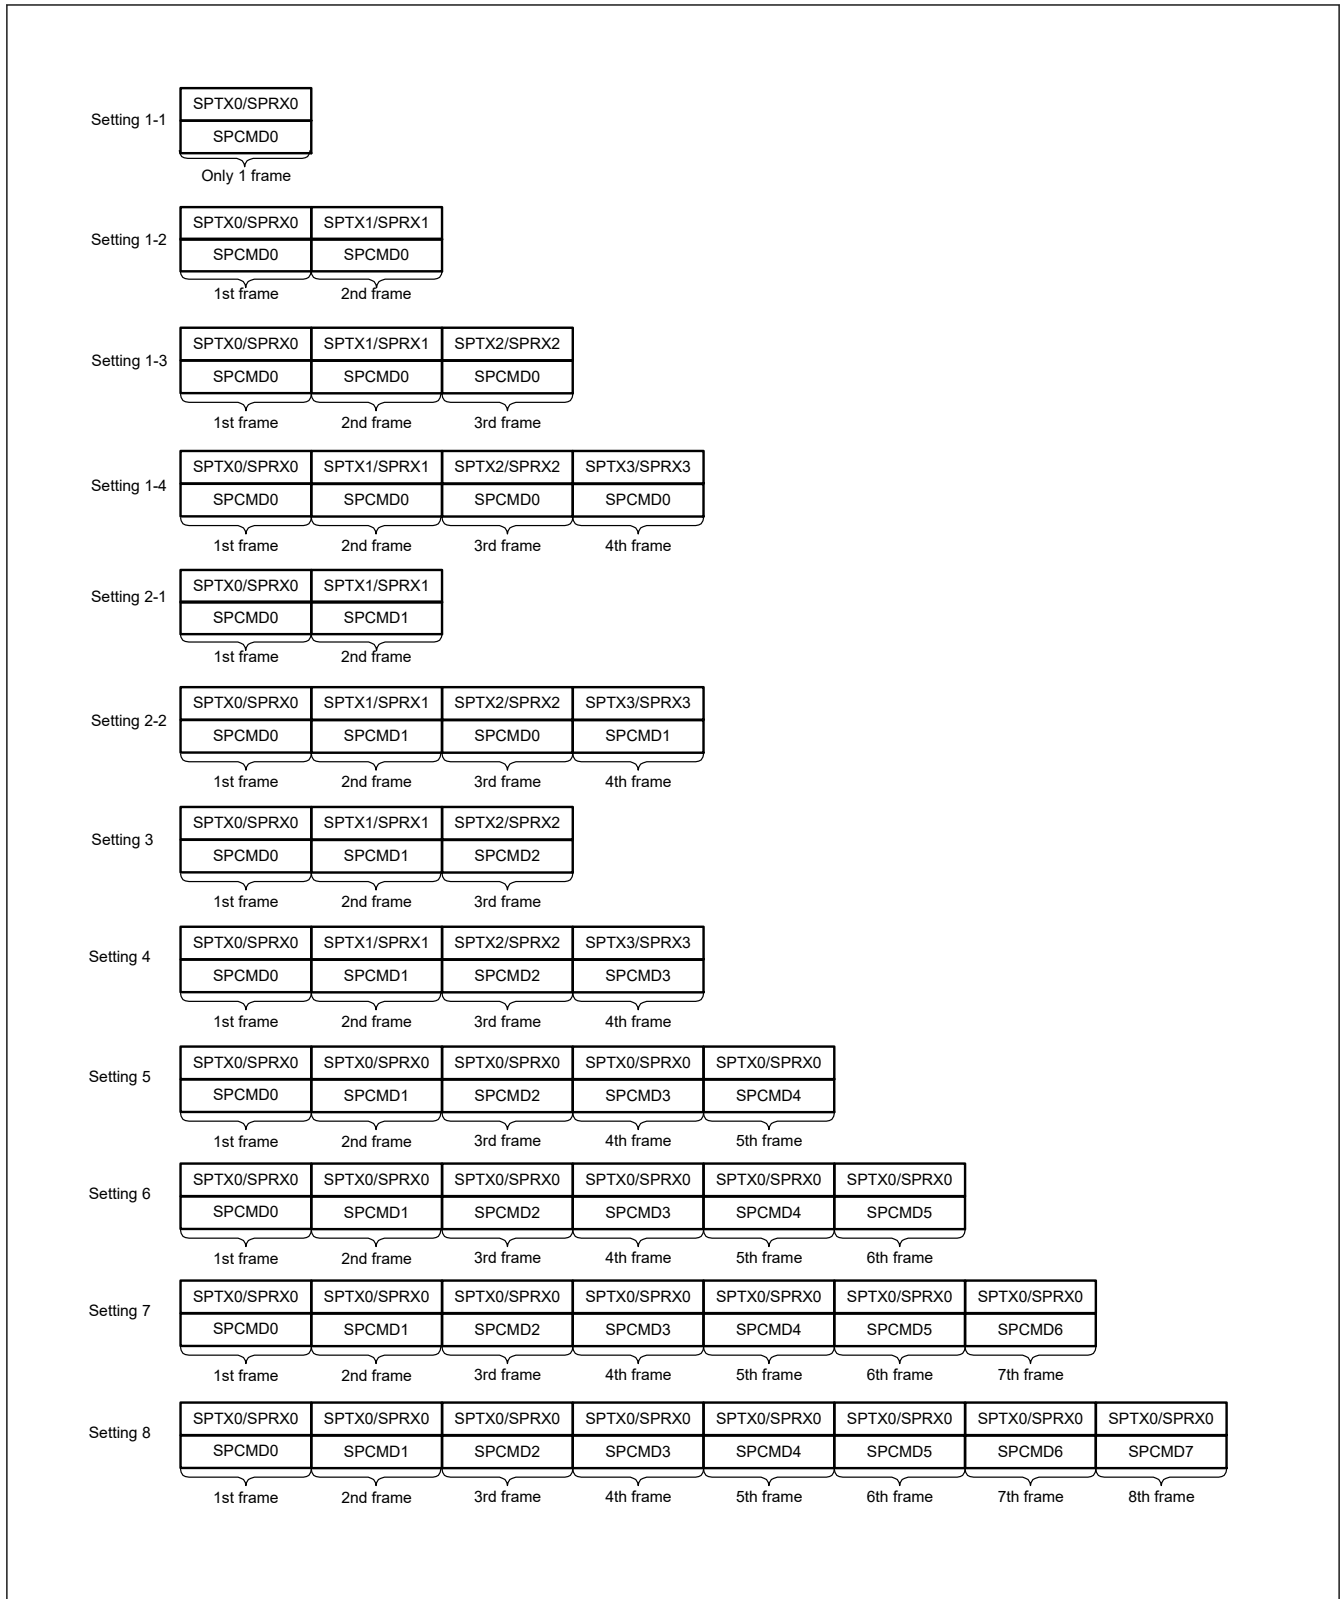 SPTX0/SPRX0
Setting 1-1
SPCMD0
Only 1 frame
SPTX0/SPRX0 SPTX1/SPRX1
Setting 1-2
SPCMD0 SPCMD0
1st frame 2nd frame
SPTX0/SPRX0 SPTX1/SPRX1 SPTX2/SPRX2
Setting 1-3
SPCMD0 SPCMD0 SPCMD0
1st frame 2nd frame 3rd frame
SPTX0/SPRX0 SPTX1/SPRX1 SPTX2/SPRX2 SPTX3/SPRX3
Setting 1-4
SPCMD0 SPCMD0 SPCMD0 SPCMD0
1st frame 2nd frame 3rd frame 4th frame
SPTX0/SPRX0 SPTX1/SPRX1
Setting 2-1
SPCMD0 SPCMD1
1st frame 2nd frame
SPTX0/SPRX0 SPTX1/SPRX1 SPTX2/SPRX2 SPTX3/SPRX3
Setting 2-2
SPCMD0 SPCMD1 SPCMD0 SPCMD1
1st frame 2nd frame 3rd frame 4th frame
SPTX0/SPRX0 SPTX1/SPRX1 SPTX2/SPRX2
Setting 3
SPCMD0 SPCMD1 SPCMD2
1st frame 2nd frame 3rd frame
SPTX0/SPRX0 SPTX1/SPRX1 SPTX2/SPRX2 SPTX3/SPRX3
Setting 4
SPCMD0 SPCMD1 SPCMD2 SPCMD3
1st frame 2nd frame 3rd frame 4th frame
SPTX0/SPRX0 SPTX0/SPRX0 SPTX0/SPRX0 SPTX0/SPRX0 SPTX0/SPRX0
Setting 5
SPCMD0 SPCMD1 SPCMD2 SPCMD3 SPCMD4
1st frame 2nd frame 3rd frame 4th frame 5th frame
SPTX0/SPRX0 SPTX0/SPRX0 SPTX0/SPRX0 SPTX0/SPRX0 SPTX0/SPRX0 SPTX0/SPRX0
Setting 6
SPCMD0 SPCMD1 SPCMD2 SPCMD3 SPCMD4 SPCMD5
1st frame 2nd frame 3rd frame 4th frame 5th frame 6th frame
SPTX0/SPRX0 SPTX0/SPRX0 SPTX0/SPRX0 SPTX0/SPRX0 SPTX0/SPRX0 SPTX0/SPRX0 SPTX0/SPRX0
Setting 7
SPCMD0 SPCMD1 SPCMD2 SPCMD3 SPCMD4 SPCMD5 SPCMD6
1st frame 2nd frame 3rd frame 4th frame 5th frame 6th frame 7th frame
SPTX0/SPRX0 SPTX0/SPRX0 SPTX0/SPRX0 SPTX0/SPRX0 SPTX0/SPRX0 SPTX0/SPRX0 SPTX0/SPRX0 SPTX0/SPRX0
Setting 8
SPCMD0 SPCMD1 SPCMD2 SPCMD3 SPCMD4 SPCMD5 SPCMD6 SPCMD7
1st frame 2nd frame 3rd frame 4th frame 5th frame 6th frame 7th frame 8th frame